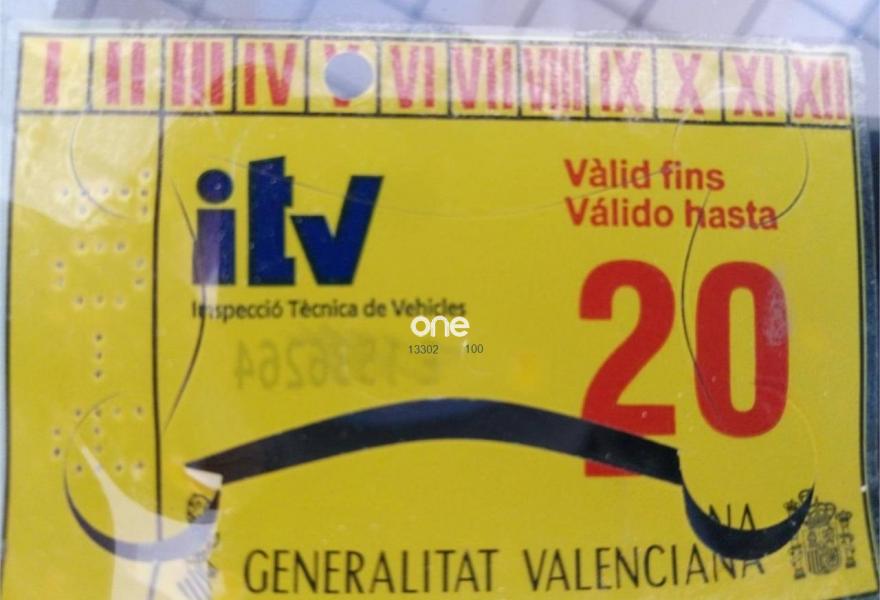 I II III IV V VI VII VIII IX X XI XII
itv
Vàlid fins
Válido hasta
20
Inspecció Tècnica de Vehicles
one
13302 100
GENERALITAT VALENCIANA